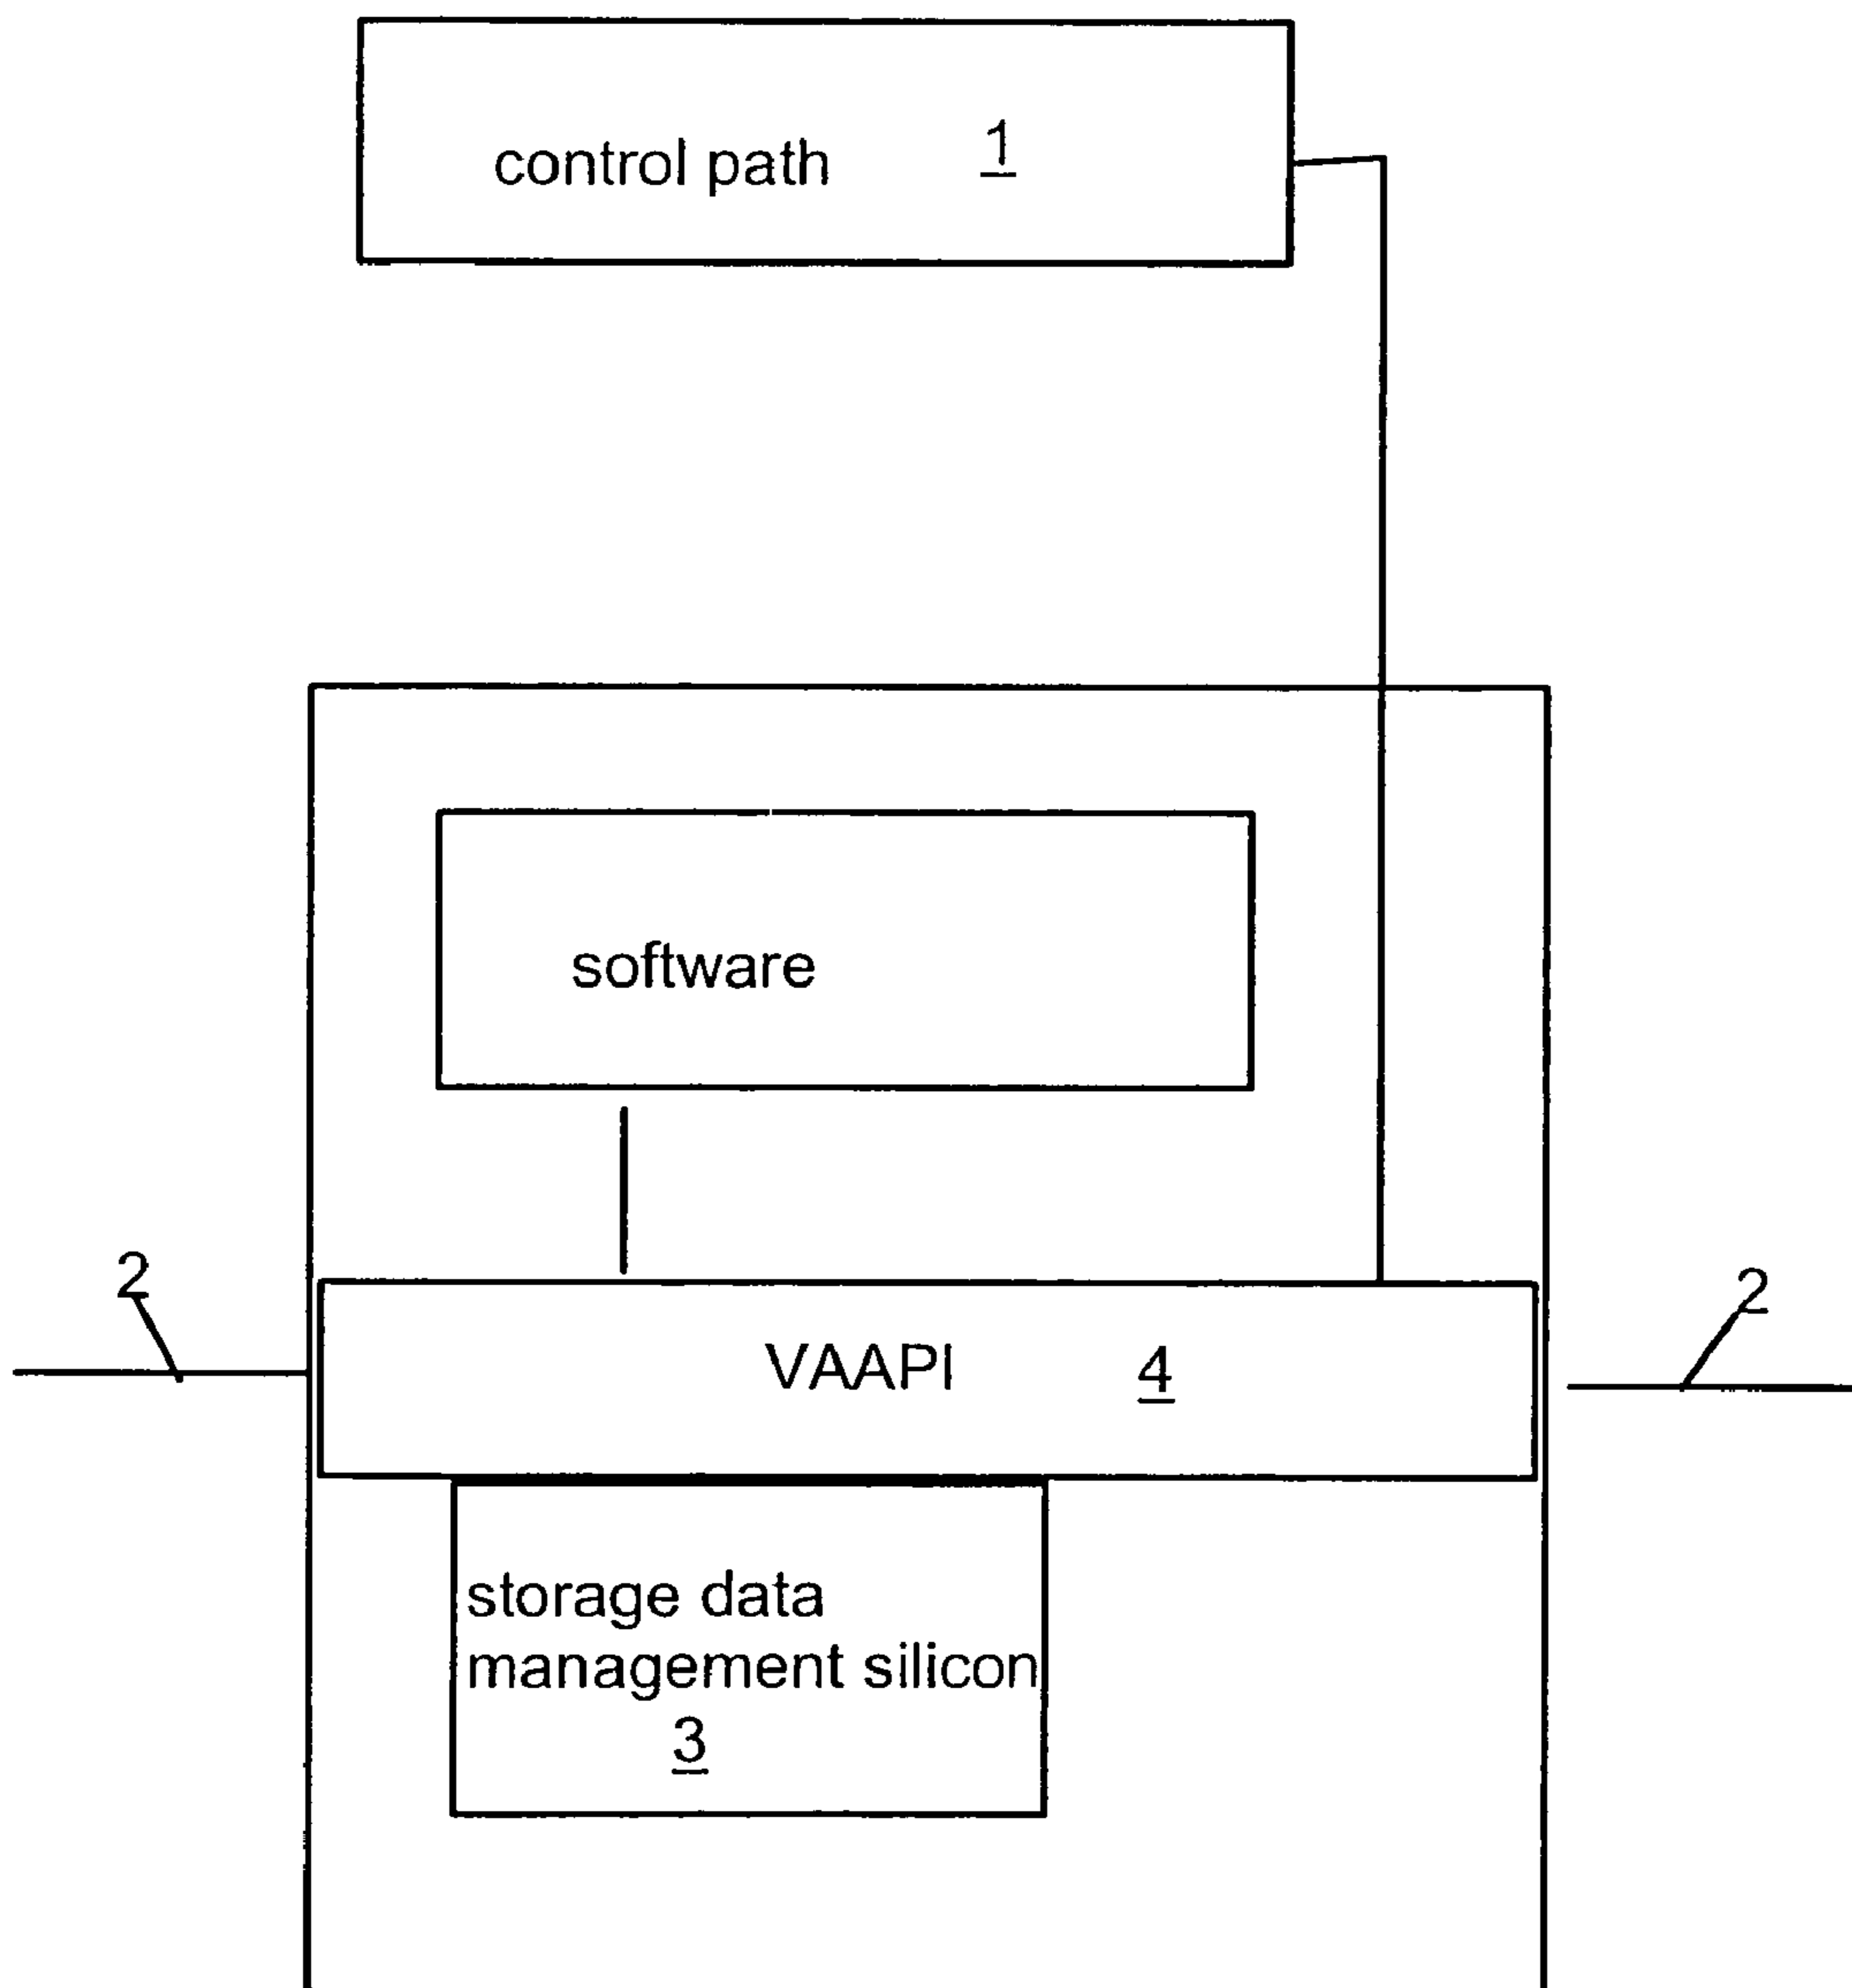 control path 1
software
2
2
VAAPI 4
storage data
management silicon
3